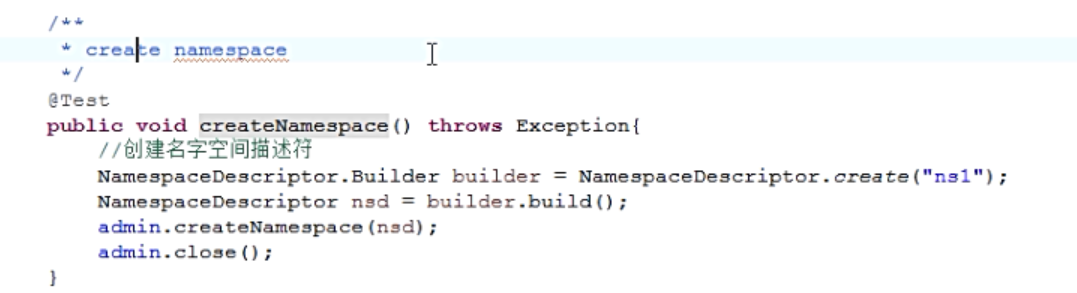 /**
 * create namespace
 */
@Test
public void createNamespace() throws Exception{
    //创建名字空间描述符
    NamespaceDescriptor.Builder builder = NamespaceDescriptor.create("ns1");
    NamespaceDescriptor nsd = builder.build();
    admin.createNamespace(nsd);
    admin.close();
}